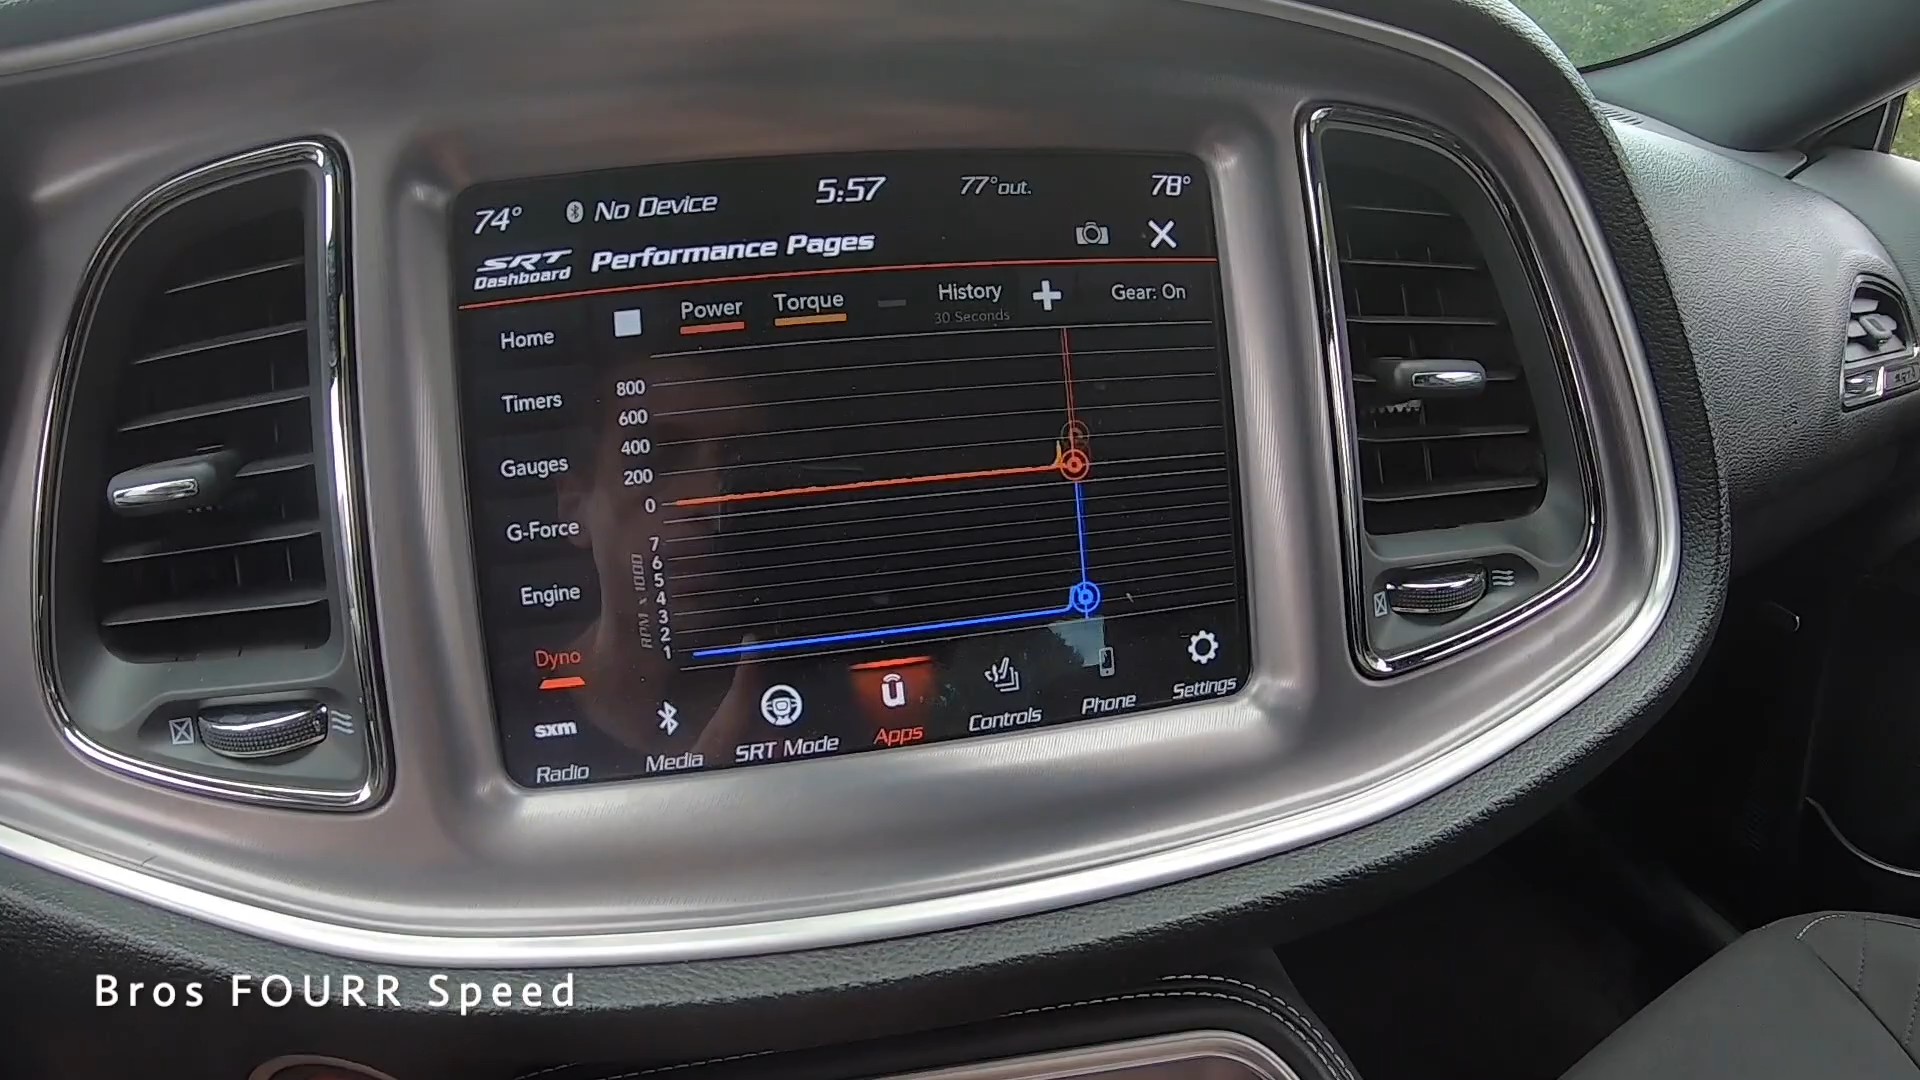 74° No Device 5:57 77°out. 78°
SRT
Dashboard
Performance Pages
Power Torque History Gear: On
30 Seconds
Home
Timers
Gauges
G-Force
Engine
Dyno
800
600
400
200
0
RPM x 1000
7
6
5
4
3
2
1
sxm
Radio Media SRT Mode Apps Controls Phone Settings
Bros FOURR Speed